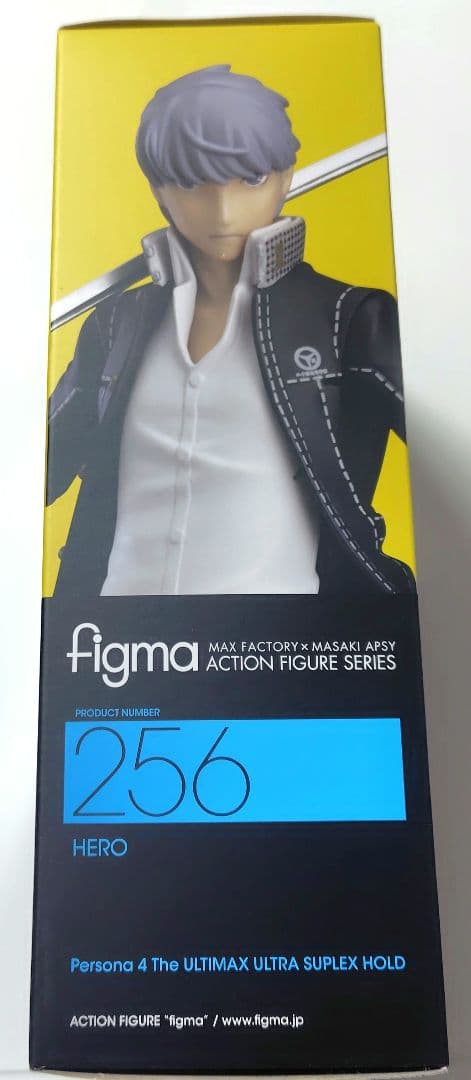 figma
MAX FACTORY × MASAKI APSY
ACTION FIGURE SERIES
PRODUCT NUMBER
256
HERO
Persona 4 The ULTIMAX ULTRA SUPLEX HOLD
ACTION FIGURE "figma" / www.figma.jp